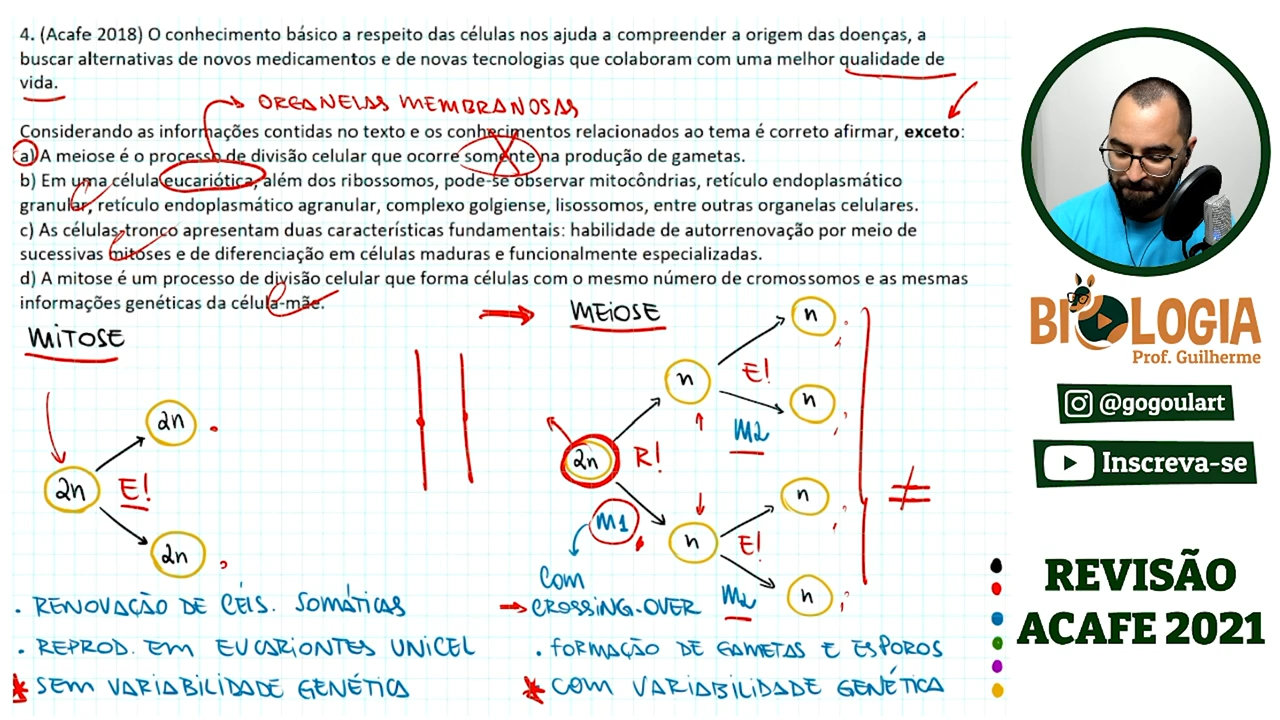 4. (Acafe 2018) O conhecimento básico a respeito das células nos ajuda a compreender a origem das doenças, a
buscar alternativas de novos medicamentos e de novas tecnologias que colaboram com uma melhor qualidade de
vida.
ORGANELAS MEMBRANOSAS
Considerando as informações contidas no texto e os conhecimentos relacionados ao tema é correto afirmar, exceto:
a) A meiose é o processo de divisão celular que ocorre somente na produção de gametas.
b) Em uma célula eucariótica, além dos ribossomos, pode-se observar mitocôndrias, retículo endoplasmático
granular, retículo endoplasmático agranular, complexo golgiense, lisossomos, entre outras organelas celulares.
c) As células-tronco apresentam duas características fundamentais: habilidade de autorrenovação por meio de
sucessivas mitoses e de diferenciação em células maduras e funcionalmente especializadas.
d) A mitose é um processo de divisão celular que forma células com o mesmo número de cromossomos e as mesmas
informações genéticas da célula-mãe.
MITOSE
2n
2n
E!
2n
. RENOVAÇÃO DE CÉLS. SOMÁTICAS
. REPROD. EM EUCARIONTES UNICEL
* SEM VARIABILIDADE GENÉTICA
MEIOSE
n
n
E!
n
M2
2n
R!
M1
n
n
E!
n
M2
≠
COM
CROSSING-OVER
. FORMAÇÃO DE GAMETAS E ESPOROS
* COM VARIABILIDADE GENÉTICA
BIOLOGIA
Prof. Guilherme
@gogoulart
Inscreva-se
REVISÃO
ACAFE 2021